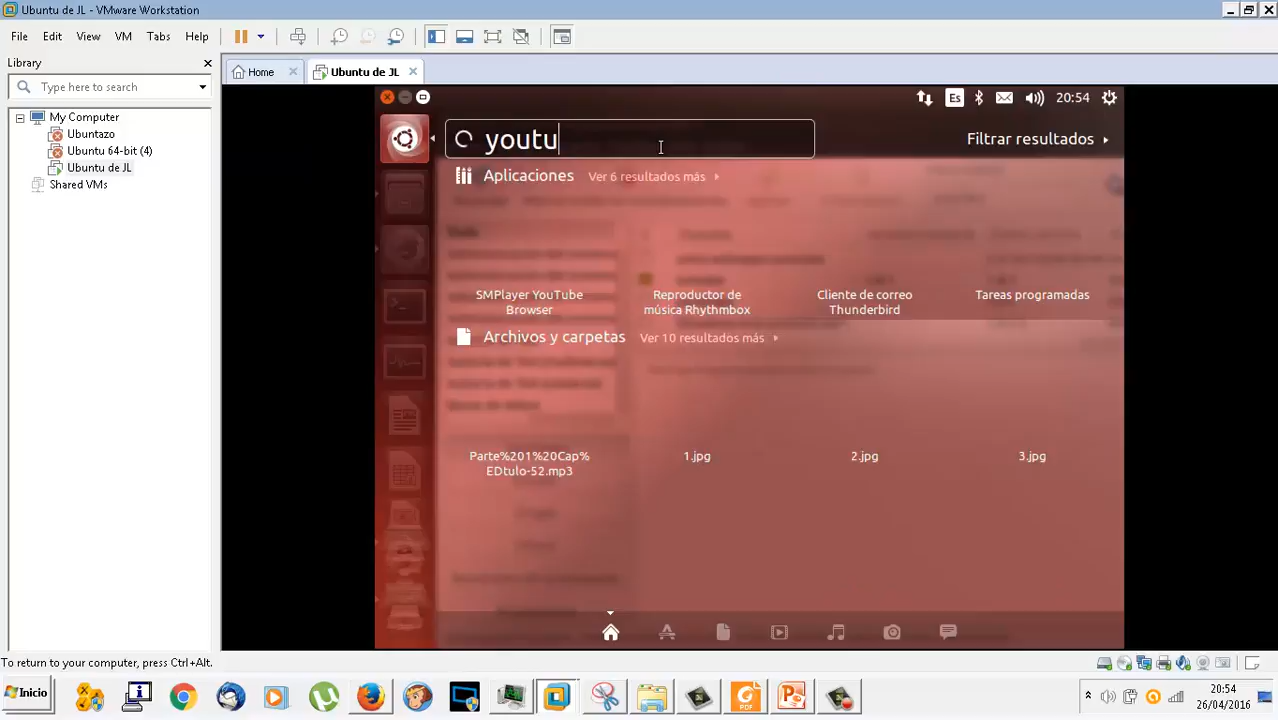 Ubuntu de JL - VMware Workstation
File Edit View VM Tabs Help
Library
Type here to search
My Computer
Ubuntazo
Ubuntu 64-bit (4)
Ubuntu de JL
Shared VMs
Home
Ubuntu de JL
Es
20:54
youtu
Filtrar resultados
Aplicaciones Ver 6 resultados más
SMPlayer YouTube
Browser
Reproductor de
música Rhythmbox
Cliente de correo
Thunderbird
Tareas programadas
Archivos y carpetas Ver 10 resultados más
Parte%201%20Cap%
EDtulo-52.mp3
1.jpg
2.jpg
3.jpg
To return to your computer, press Ctrl+Alt.
Inicio
PDF
20:54
26/04/2016